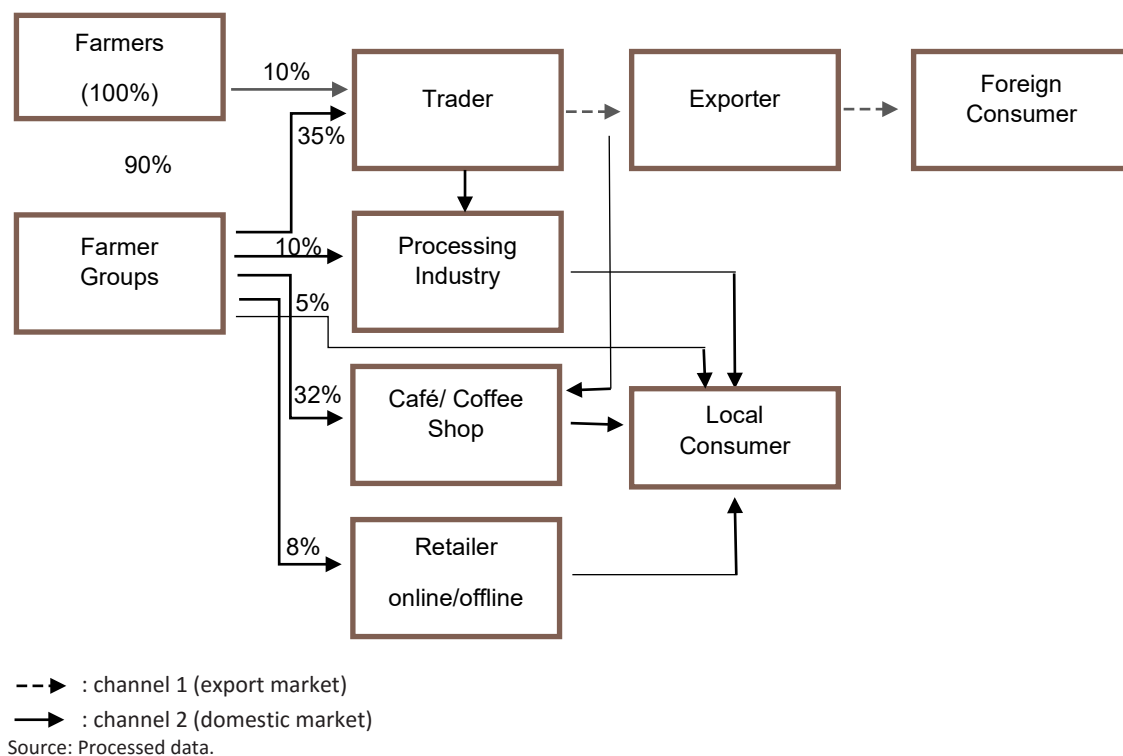 Farmers
(100%)
10%
Trader
Exporter
Foreign
Consumer
35%
90%
Farmer
Groups
10%
Processing
Industry
5%
32%
Café/ Coffee
Shop
Local
Consumer
8%
Retailer
online/offline
: channel 1 (export market)
: channel 2 (domestic market)
Source: Processed data.